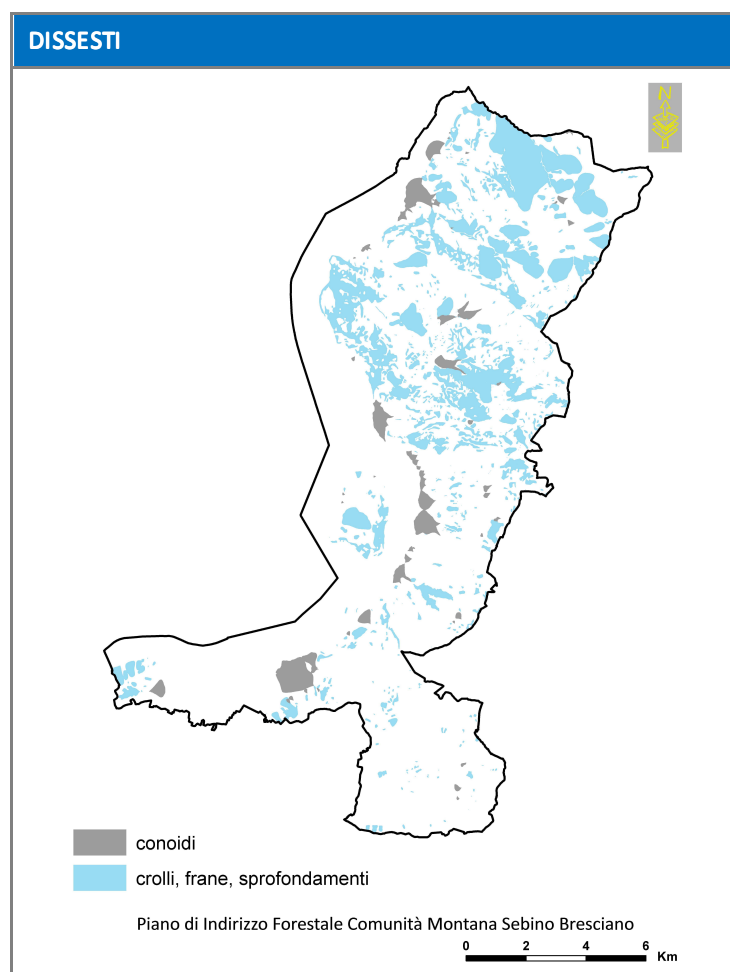 DISSESTI
N
conoidi
crolli, frane, sprofondamenti
Piano di Indirizzo Forestale Comunità Montana Sebino Bresciano
0 2 4 6
Km